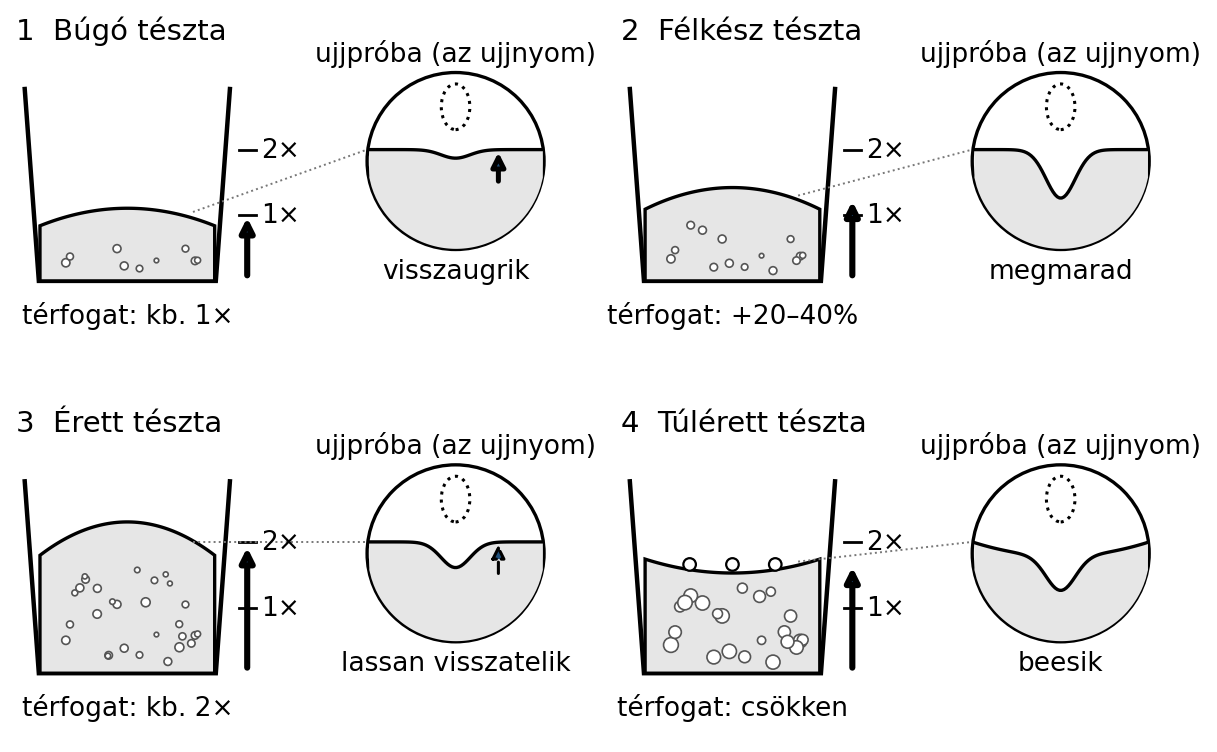 1 Búgó tészta
ujjpróba (az ujjnyom)
2×
1×
visszaugrik
térfogat: kb. 1×
2 Félkész tészta
ujjpróba (az ujjnyom)
2×
1×
megmarad
térfogat: +20–40%
3 Érett tészta
ujjpróba (az ujjnyom)
2×
1×
lassan visszatelik
térfogat: kb. 2×
4 Túlérett tészta
ujjpróba (az ujjnyom)
2×
1×
beesik
térfogat: csökken